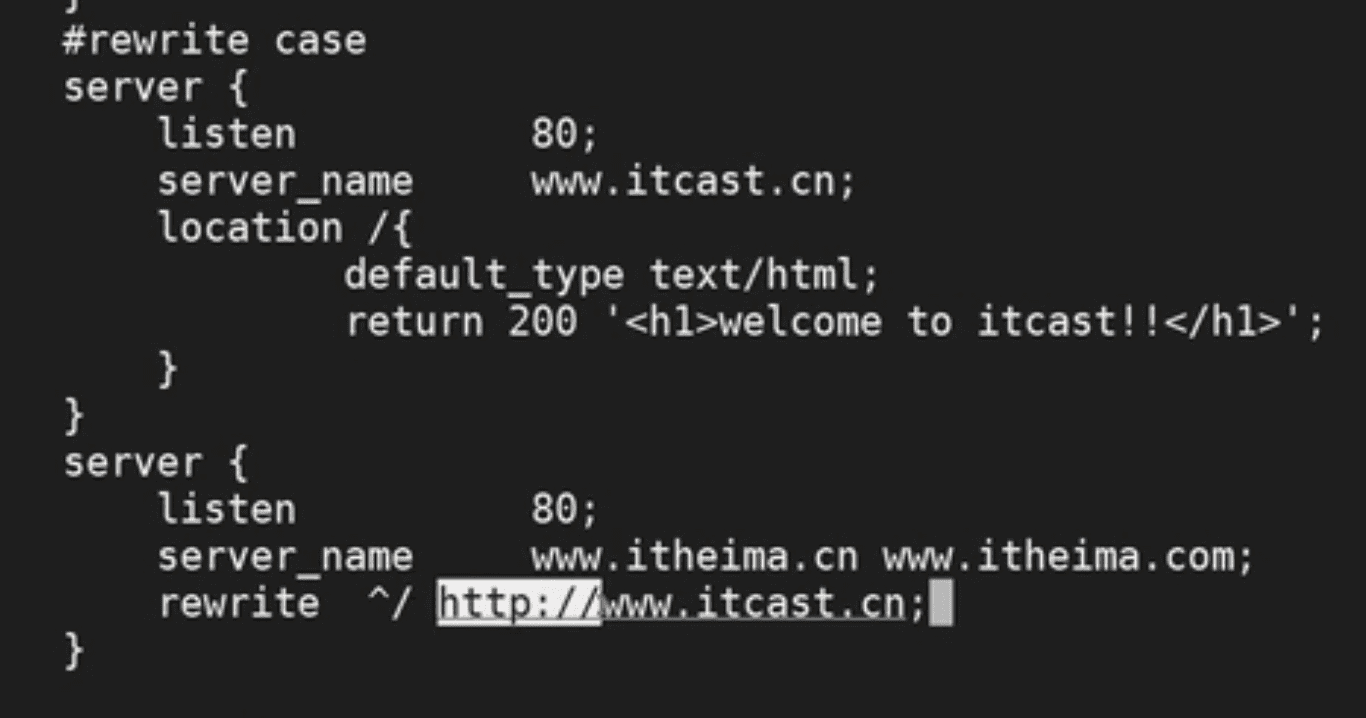 }
#rewrite case
server {
listen 80;
server_name www.itcast.cn;
location /{
default_type text/html;
return 200 '<h1>welcome to itcast!!</h1>';
}
}
server {
listen 80;
server_name www.itheima.cn www.itheima.com;
rewrite ^/ http://www.itcast.cn;
}